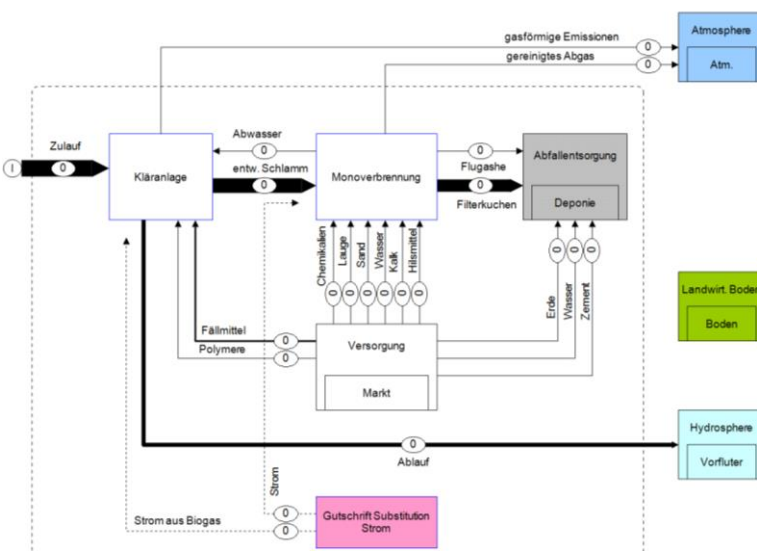 gasförmige Emissionen
0
gereinigtes Abgas
0
Atmosphere
Atm.
Zulauf
I
0
Kläranlage
Abwasser
0
entw. Schlamm
0
Monoverbrennung
0
Flugashe
0
Filterkuchen
Abfallentsorgung
Deponie
Chemikalien
Lauge
Sand
Wasser
Kalk
Hilsmittel
0
0
0
0
0
0
Erde
Wasser
Zement
0
0
0
Landwirt. Boden
Boden
Fällmittel
0
Polymere
0
Versorgung
Markt
0
Ablauf
Hydrosphere
Vorfluter
Strom
0
Strom aus Biogas
0
Gutschrift Substitution
Strom